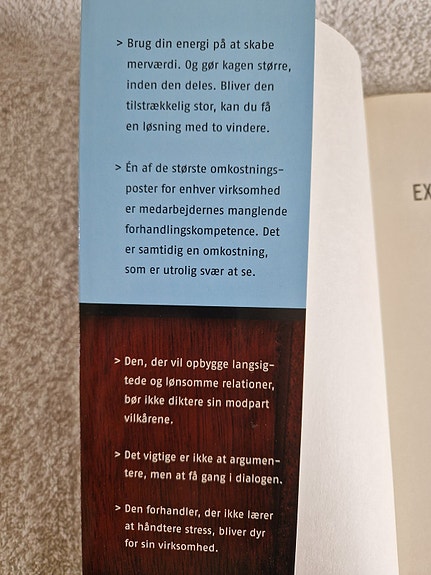 > Brug din energi på at skabe
merværdi. Og gør kagen større,
inden den deles. Bliver den
tilstrækkelig stor, kan du få
en løsning med to vindere.
> Én af de største omkostnings-
poster for enhver virksomhed
er medarbejdernes manglende
forhandlingskompetence. Det
er samtidig en omkostning,
som er utrolig svær at se.
> Den, der vil opbygge langsig-
tede og lønsomme relationer,
bør ikke diktere sin modpart
vilkårene.
> Det vigtige er ikke at argumen-
tere, men at få gang i dialogen.
> Den forhandler, der ikke lærer
at håndtere stress, bliver dyr
for sin virksomhed.
EX